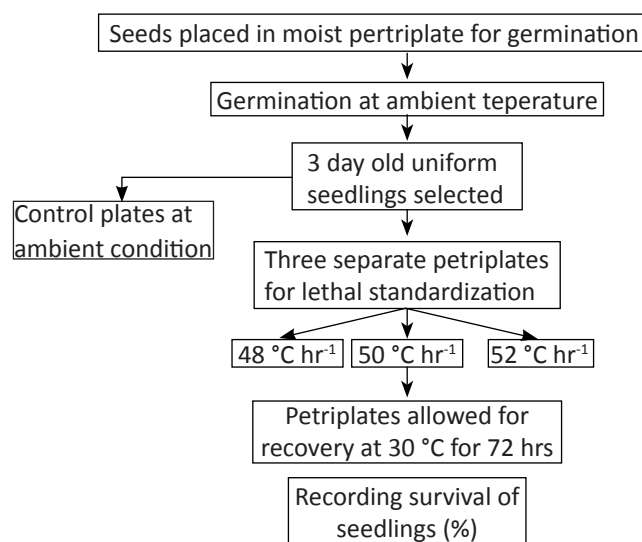 Seeds placed in moist pertriplate for germination
Germination at ambient teperature
3 day old uniform
seedlings selected
Control plates at
ambient condition
Three separate petriplates
for lethal standardization
48 °C hr⁻¹
50 °C hr⁻¹
52 °C hr⁻¹
Petriplates allowed for
recovery at 30 °C for 72 hrs
Recording survival of
seedlings (%)